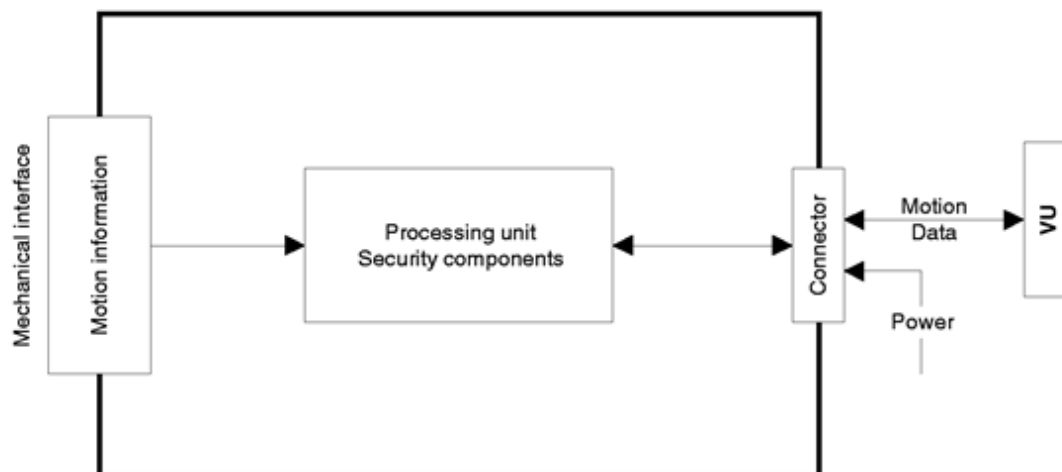 Mechanical interface
Motion information
Processing unit
Security components
Connector
Motion
Data
Power
VU